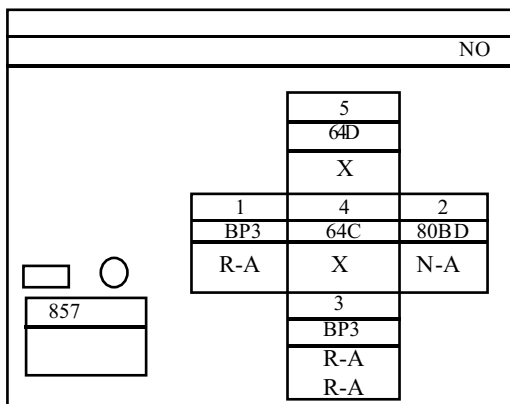 NO
5
64D
X
1 4 2
BP3 64C 80BD
R-A X N-A
3
857
BP3
R-A
R-A